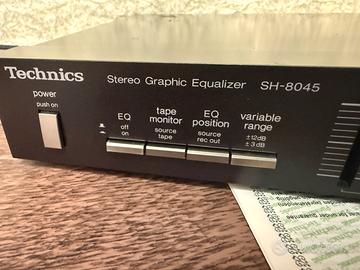 Technics
Stereo Graphic Equalizer SH-8045
power
push on
EQ
off
on
tape
monitor
source
tape
EQ
position
source
rec out
variable
range
±12dB
±3dB